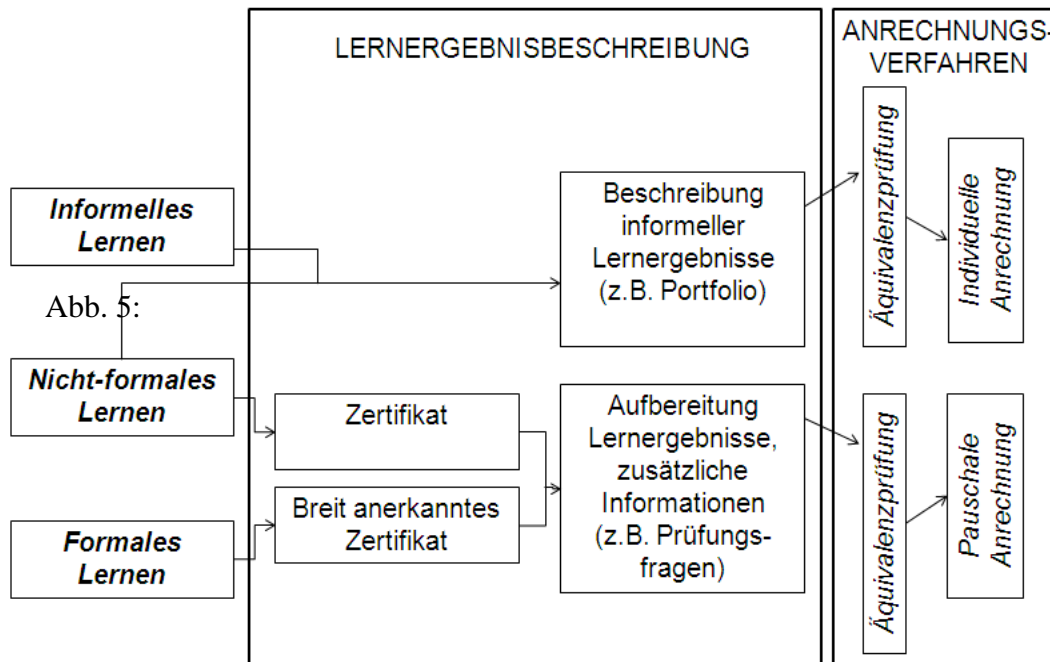 LERNERGEBNISBESCHREIBUNG
ANRECHNUNGS-
VERFAHREN
Informelles
Lernen
Abb. 5:
Nicht-formales
Lernen
Formales
Lernen
Zertifikat
Breit anerkanntes
Zertifikat
Beschreibung
informeller
Lernergebnisse
(z.B. Portfolio)
Aufbereitung
Lernergebnisse,
zusätzliche
Informationen
(z.B. Prüfungs-
fragen)
Äquivalenzprüfung
Individuelle
Anrechnung
Äquivalenzprüfung
Pauschale
Anrechnung